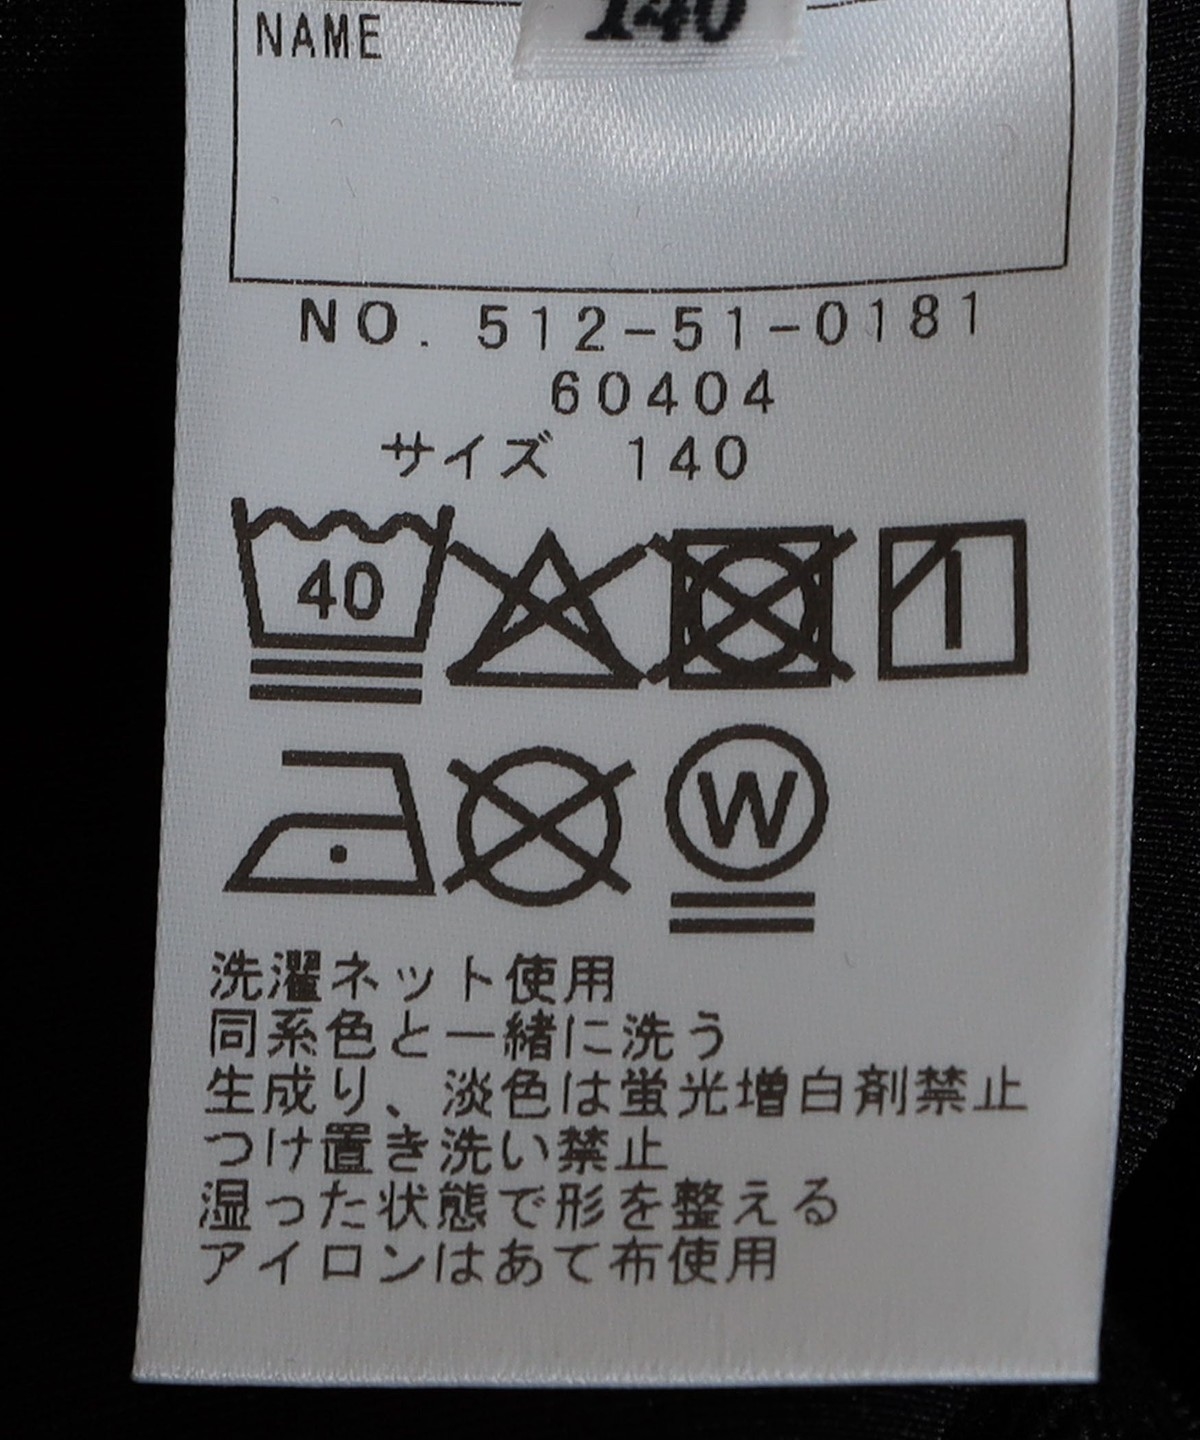 140
NAME
NO. 512-51-0181
60404
サイズ 140
40
W
洗濯ネット使用
同系色と一緒に洗う
生成り、淡色は蛍光増白剤禁止
つけ置き洗い禁止
湿った状態で形を整える
アイロンはあて布使用